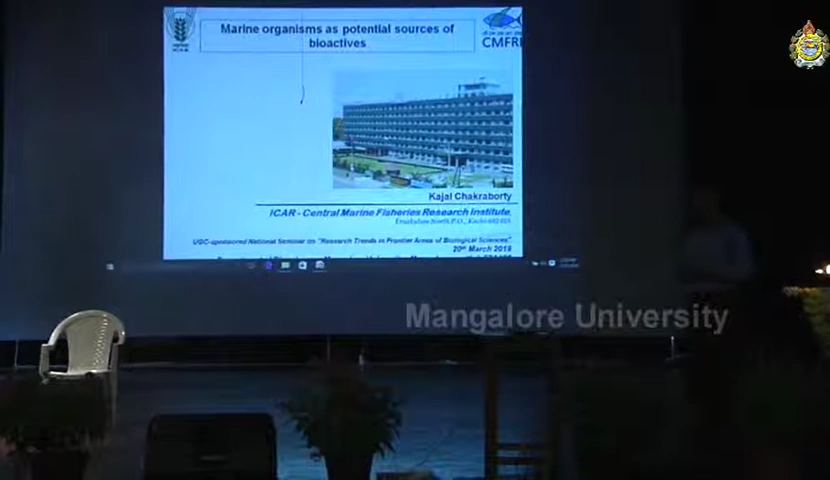 Marine organisms as potential sources of
bioactives
CMFRI
Kajal Chakraborty
ICAR - Central Marine Fisheries Research Institute,
UGC-sponsored National Seminar on "Research Trends in Frontier Areas of Biological Sciences"
20th March 2018
Mangalore University